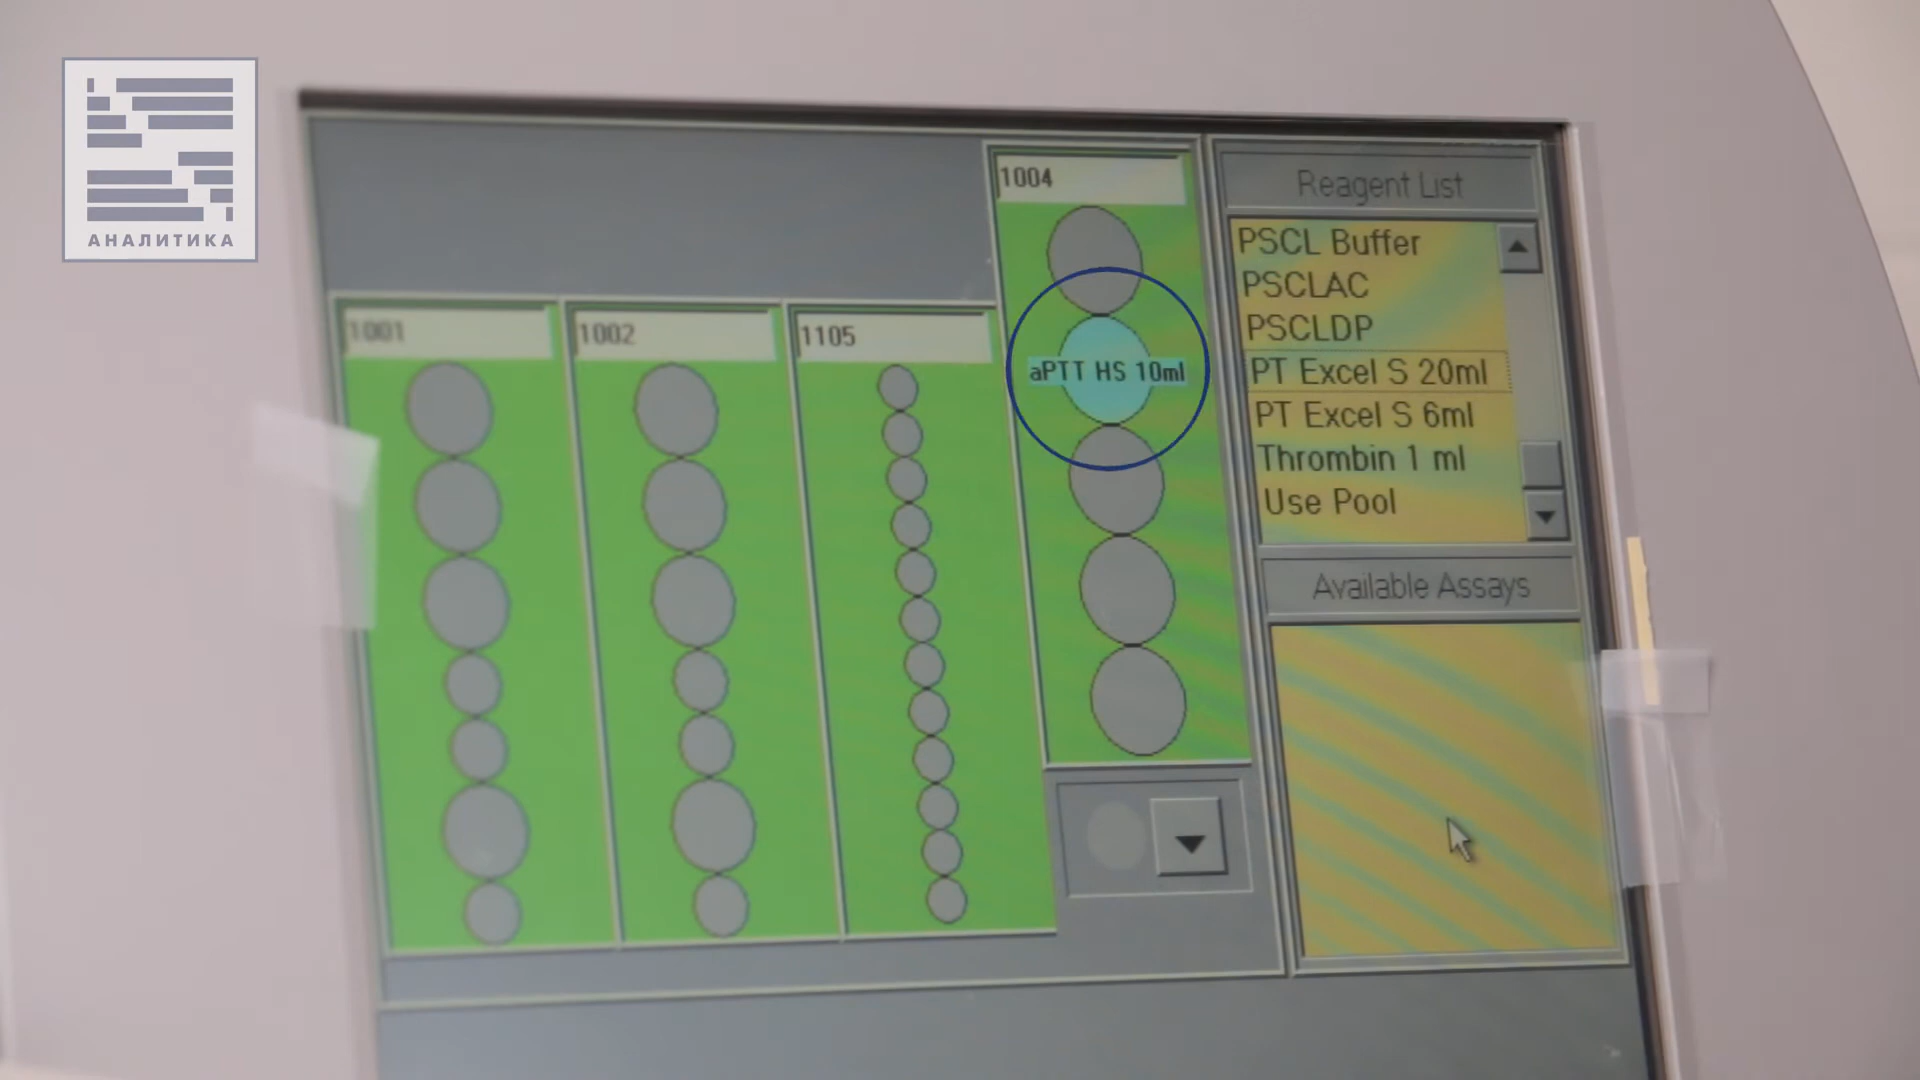 АНАЛИТИКА
1004
1001
1002
1105
aPTT HS 10ml
Reagent List
PSCL Buffer
PSCLAC
PSCLDP
PT Excel S 20ml
PT Excel S 6ml
Thrombin 1 ml
Use Pool
Available Assays